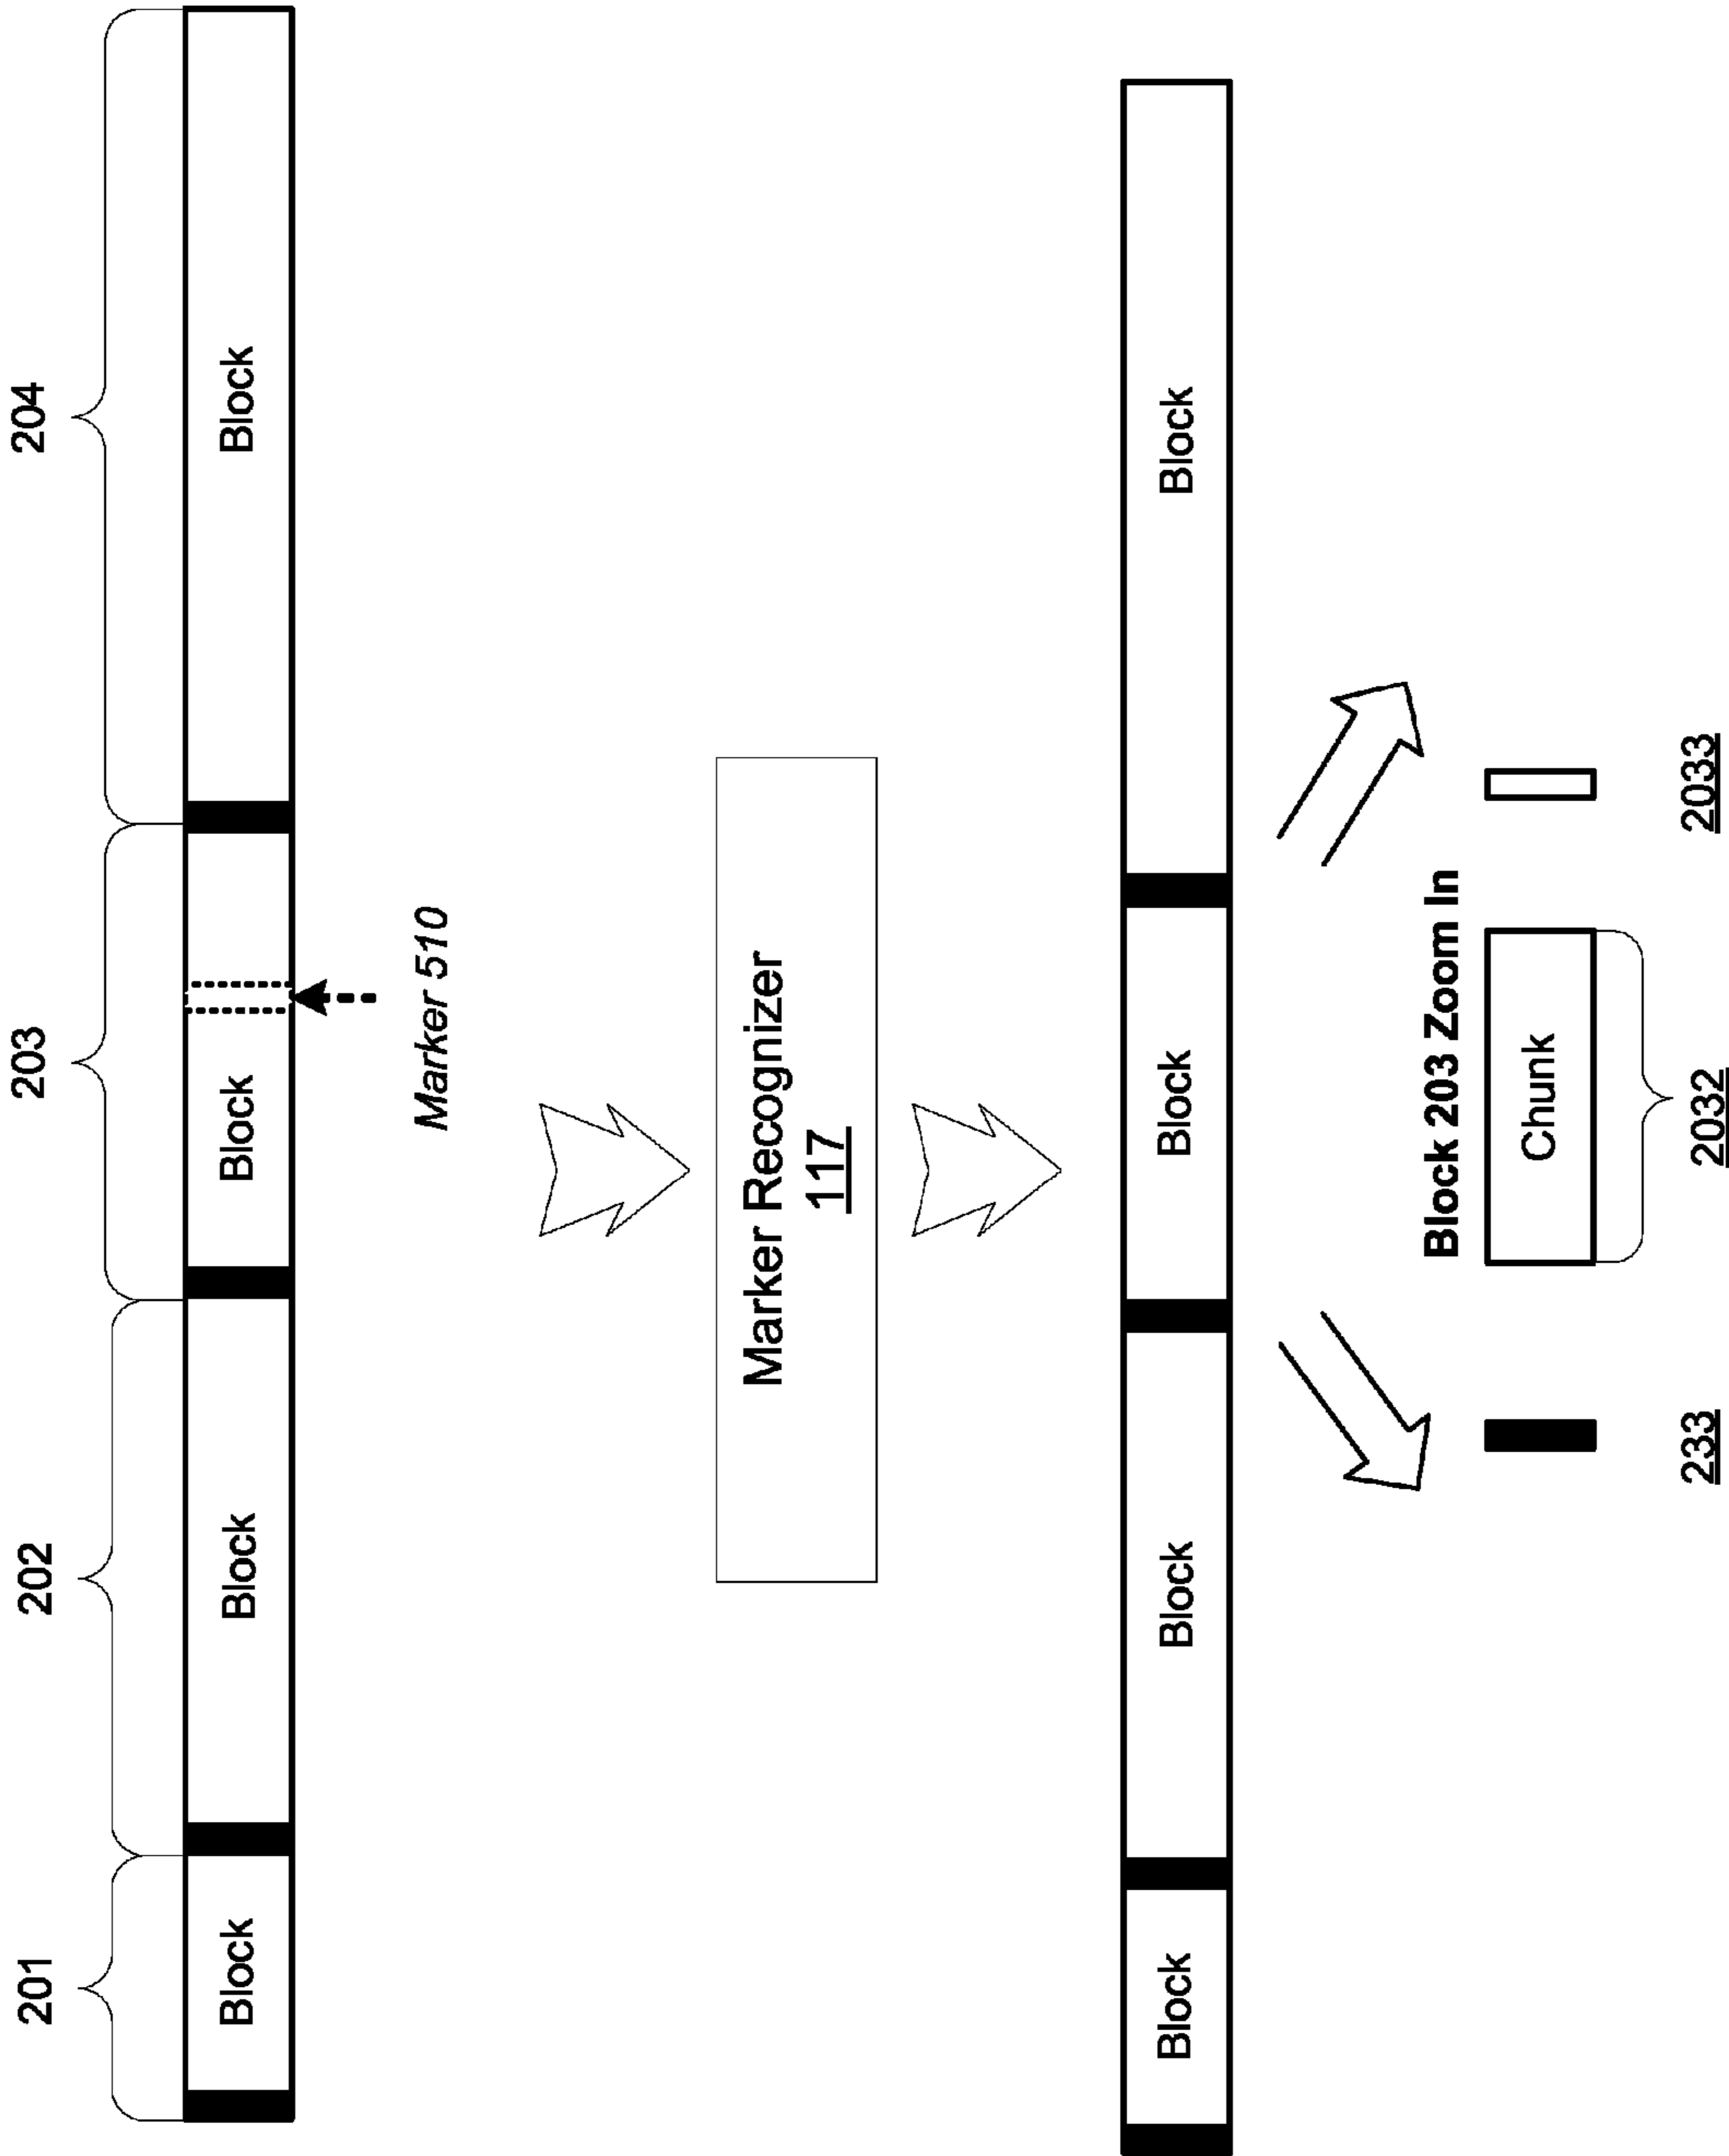 201
202
203
204
Block
Block
Block
Block
Marker 510
Marker Recognizer
117
Block
Block
Block
Block
Block 203 Zoom In
Chunk
233
2032
2033